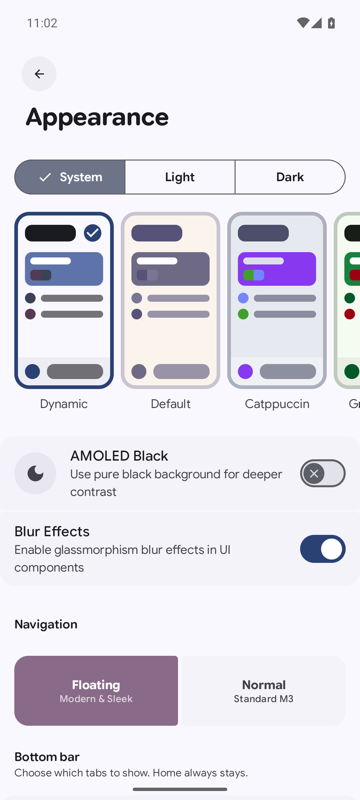 11:02
Appearance
System
Light
Dark
Dynamic
Default
Catppuccin
AMOLED Black
Use pure black background for deeper
contrast
Blur Effects
Enable glassmorphism blur effects in UI
components
Navigation
Floating
Modern & Sleek
Normal
Standard M3
Bottom bar
Choose which tabs to show. Home always stays.